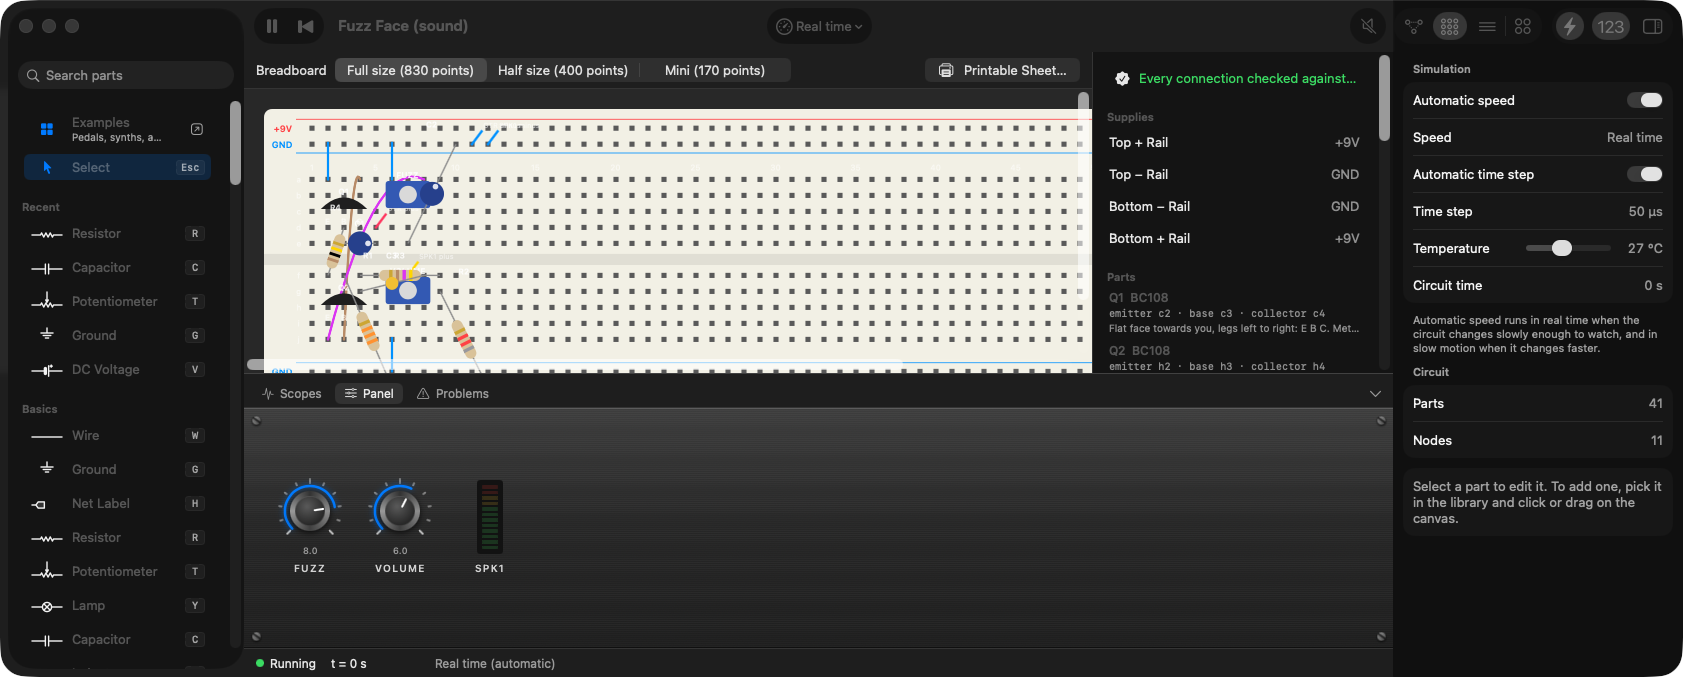 Fuzz Face (sound)
Real time
123
Search parts
Examples
Pedals, synths, a...
Select
Esc
Recent
Resistor
R
Capacitor
C
Potentiometer
T
Ground
G
DC Voltage
V
Basics
Wire
W
Ground
G
Net Label
H
Resistor
R
Potentiometer
T
Lamp
Y
Capacitor
C
Breadboard
Full size (830 points)
Half size (400 points)
Mini (170 points)
Printable Sheet...
+9V
GND
R4
R1
SPK1 plus
GND
Every connection checked against...
Supplies
Top + Rail
+9V
Top – Rail
GND
Bottom – Rail
GND
Bottom + Rail
+9V
Parts
Q1 BC108
emitter c2 · base c3 · collector c4
Flat face towards you, legs left to right: E B C. Met...
Q2 BC108
emitter h2 · base h3 · collector h4
Scopes
Panel
Problems
8.0
FUZZ
6.0
VOLUME
SPK1
Running
t = 0 s
Real time (automatic)
Simulation
Automatic speed
Speed
Real time
Automatic time step
Time step
50 µs
Temperature
27 °C
Circuit time
0 s
Automatic speed runs in real time when the
circuit changes slowly enough to watch, and in
slow motion when it changes faster.
Circuit
Parts
41
Nodes
11
Select a part to edit it. To add one, pick it
in the library and click or drag on the
canvas.